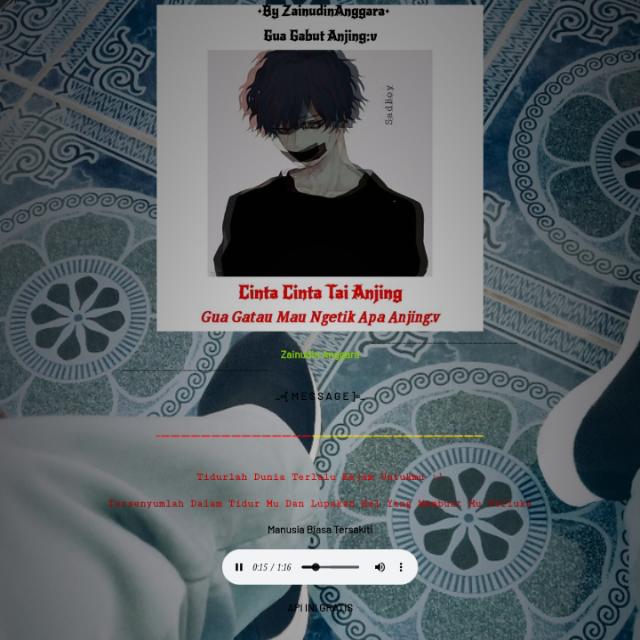 •By ZainudinAnggara•
Gua Gabut Anjing:v
SadBoy
Cinta Cinta Tai Anjing
Gua Gatau Mau Ngetik Apa Anjing:v
Zainudin Anggara
MESSAGE
Tidurlah Dunia Terlalu Kejam Untukmu
Tersenyumlah Dalam Tidur Mu Dan Lupakan Yang Membuat Mu
Manusia Biasa Tersakiti
0:15 / 1:16
API INI GRATIS